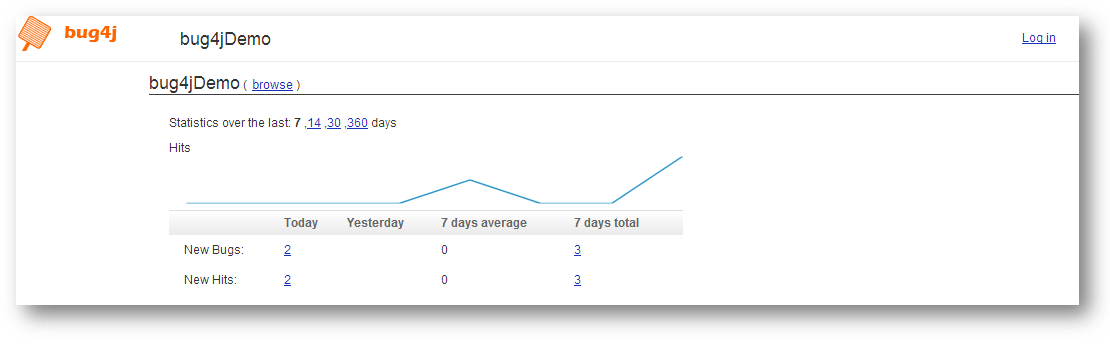 bug4j bug4jDemo Log in
bug4jDemo ( browse )
Statistics over the last: 7 ,14 ,30 ,360 days
Hits
Today Yesterday 7 days average 7 days total
New Bugs: 2 0 3
New Hits: 2 0 3